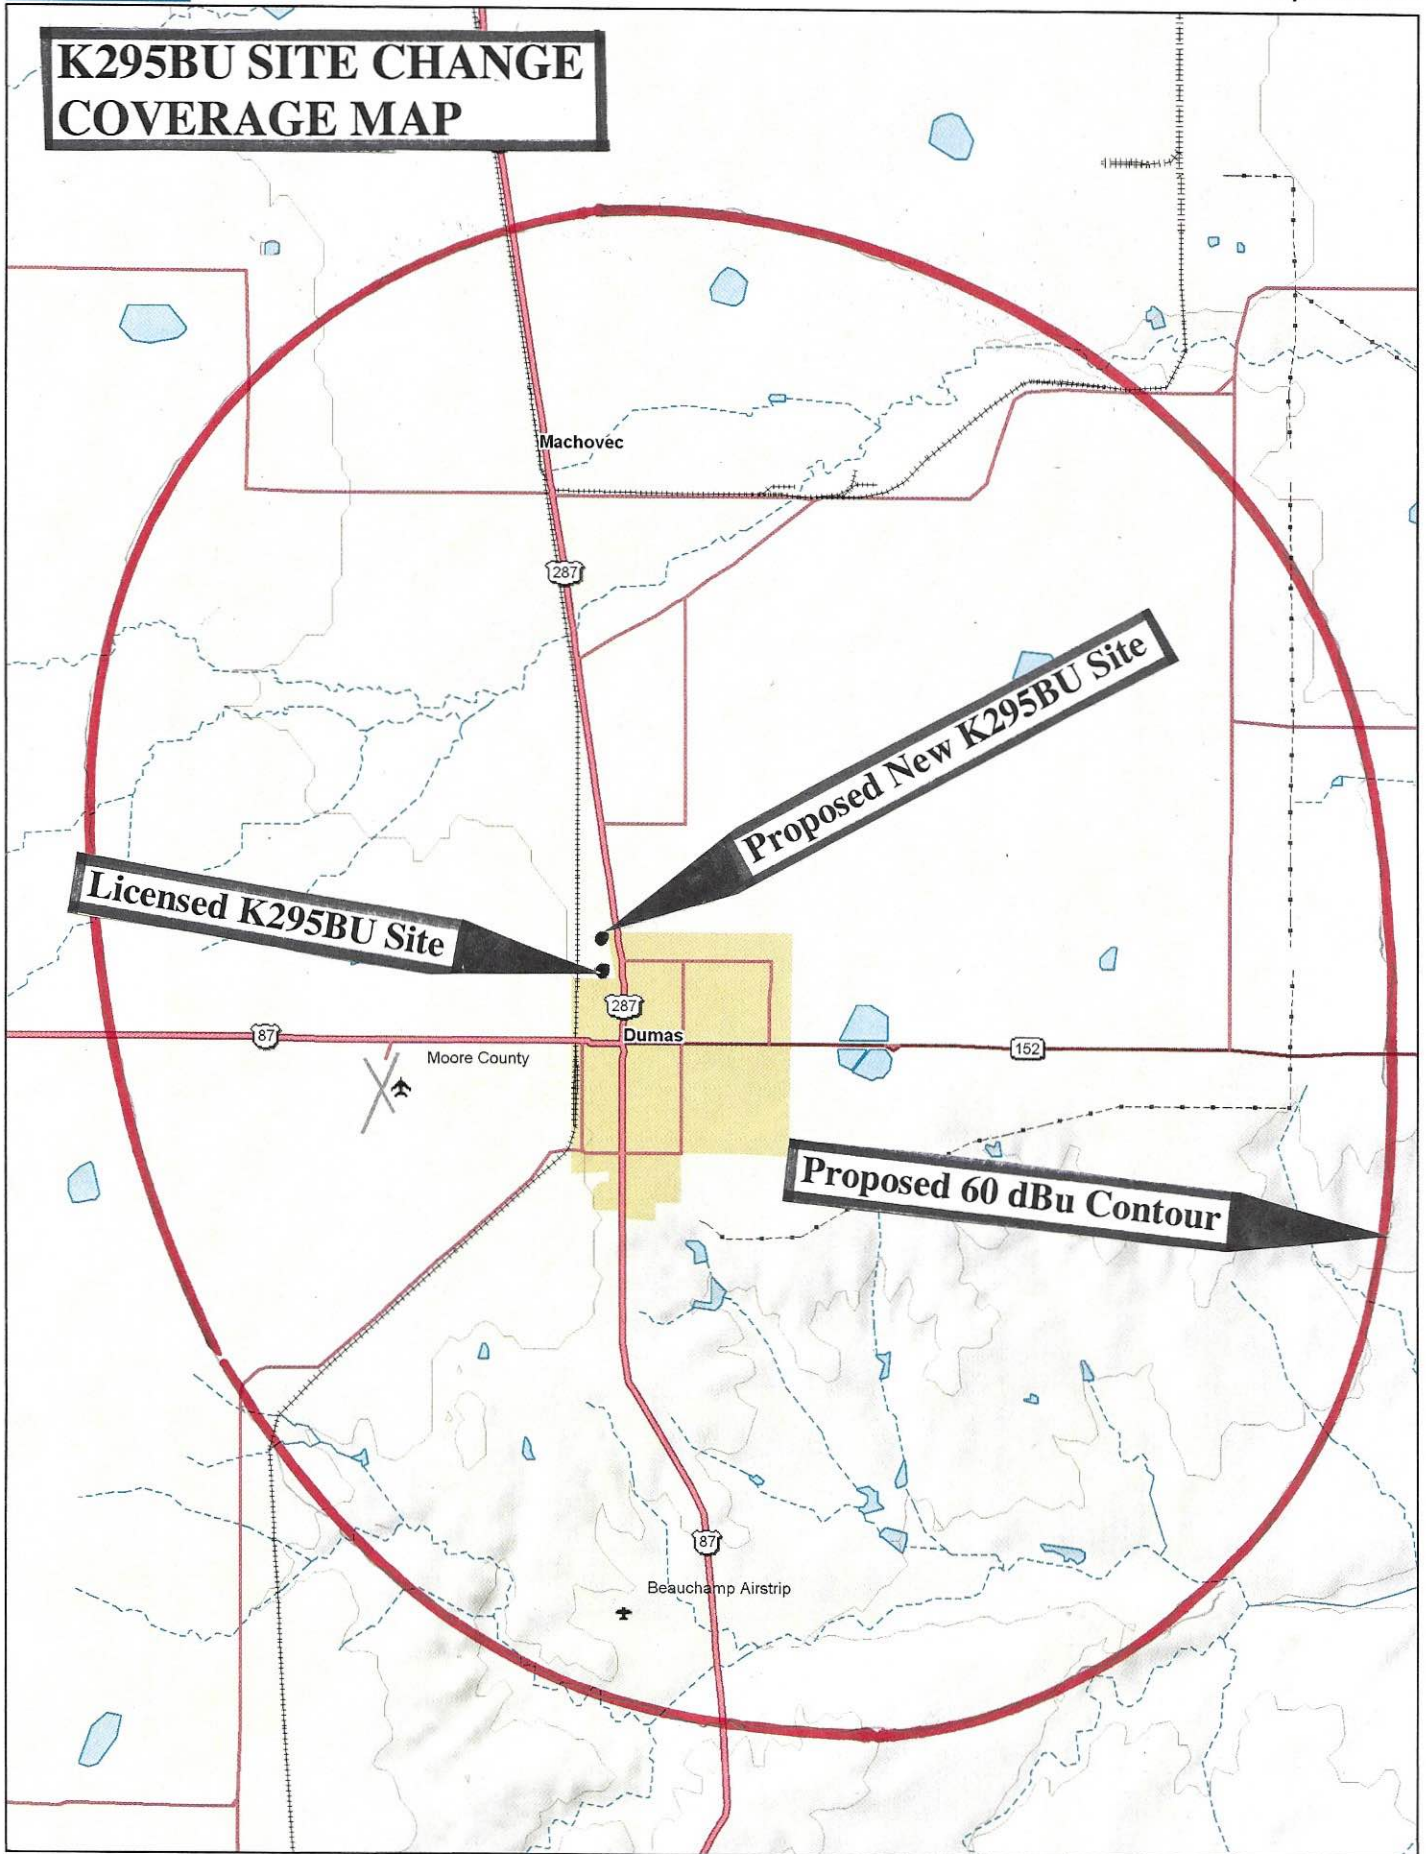 K295BU SITE CHANGE
COVERAGE MAP
Machovec
287
Proposed New K295BU Site
Licensed K295BU Site
287
87
Dumas
Moore County
152
Proposed 60 dBu Contour
87
Beauchamp Airstrip